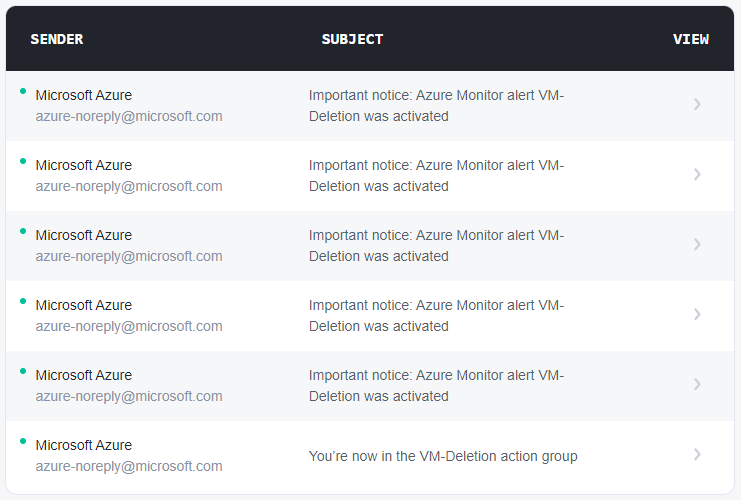 SENDER SUBJECT VIEW
Microsoft Azure
azure-noreply@microsoft.com
Important notice: Azure Monitor alert VM-
Deletion was activated
Microsoft Azure
azure-noreply@microsoft.com
Important notice: Azure Monitor alert VM-
Deletion was activated
Microsoft Azure
azure-noreply@microsoft.com
Important notice: Azure Monitor alert VM-
Deletion was activated
Microsoft Azure
azure-noreply@microsoft.com
Important notice: Azure Monitor alert VM-
Deletion was activated
Microsoft Azure
azure-noreply@microsoft.com
Important notice: Azure Monitor alert VM-
Deletion was activated
Microsoft Azure
azure-noreply@microsoft.com
You’re now in the VM-Deletion action group